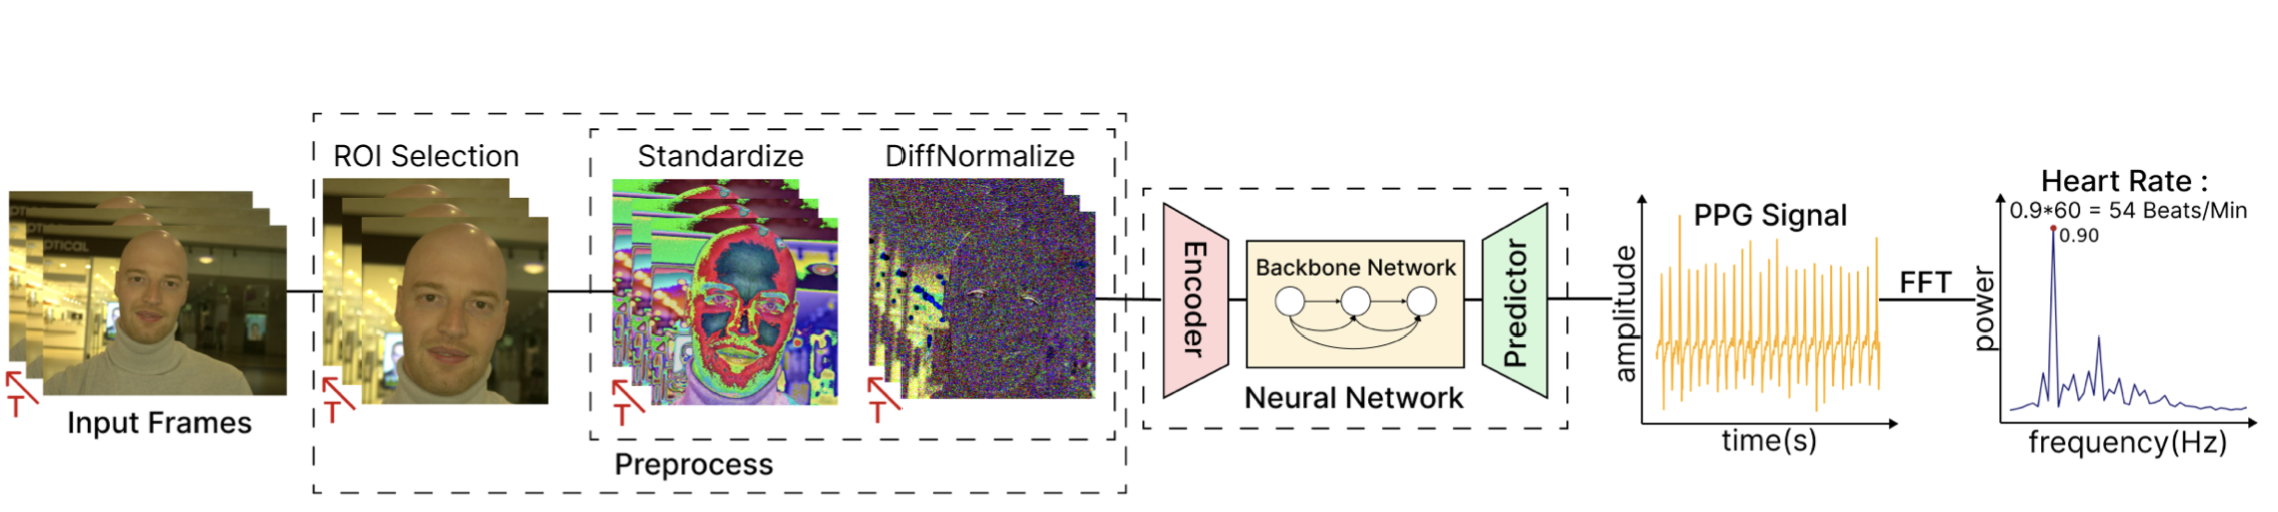 OPTICAL
T
Input Frames
ROI Selection
T
Standardize
T
DiffNormalize
T
Preprocess
Encoder
Backbone Network
Predictor
Neural Network
PPG Signal
amplitude
time(s)
FFT
Heart Rate :
0.9*60 = 54 Beats/Min
0.90
power
frequency(Hz)